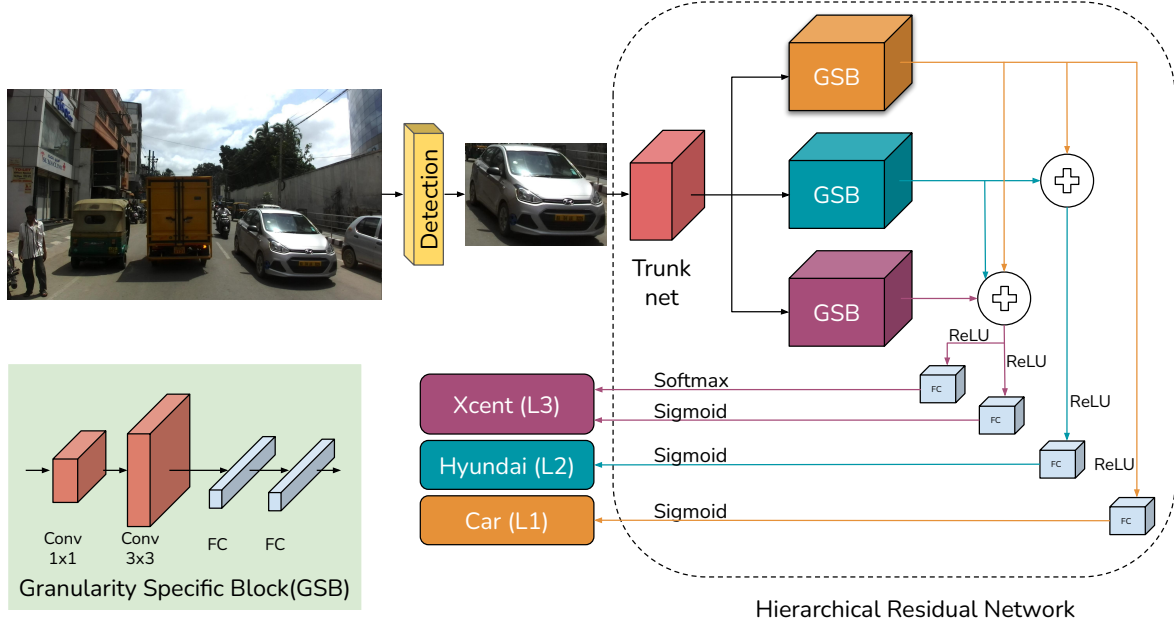 GSB
Detection
GSB
Trunk
net
GSB
ReLU
ReLU
Softmax
FC
Xcent (L3)
ReLU
Sigmoid
FC
Hyundai (L2)
Sigmoid
FC
ReLU
Car (L1)
Sigmoid
FC
Conv
1x1
Conv
3x3
FC
FC
Granularity Specific Block(GSB)
Hierarchical Residual Network